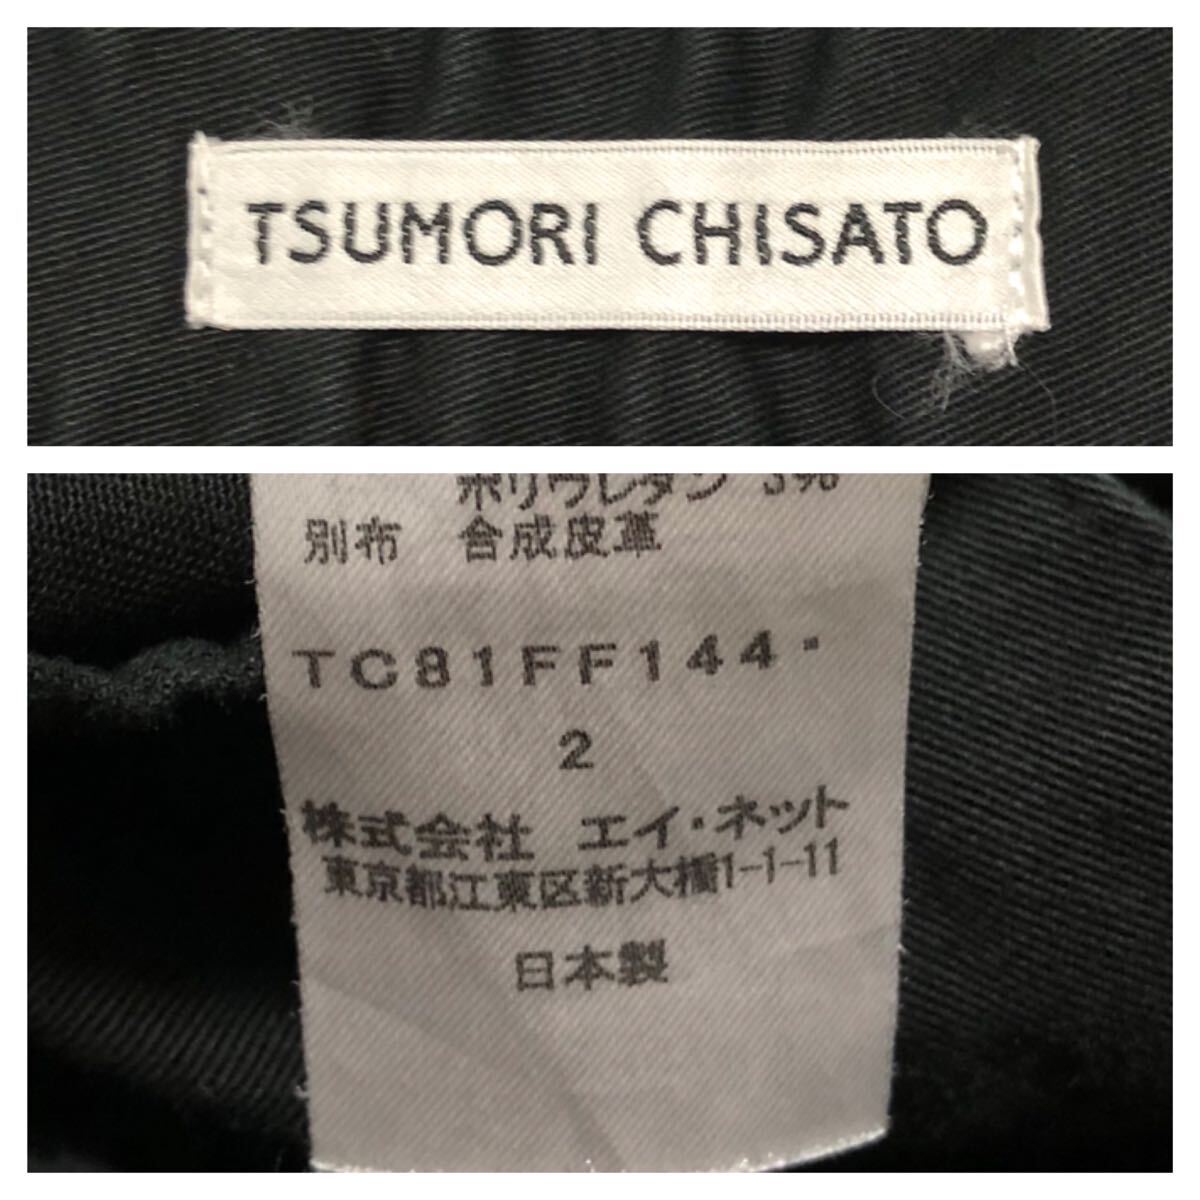 TSUMORI CHISATO
ポリウレタン 3%
別布 合成皮革
TC81FF144・
2
株式会社 エイ・ネット
東京都江東区新大橋1-1-11
日本製